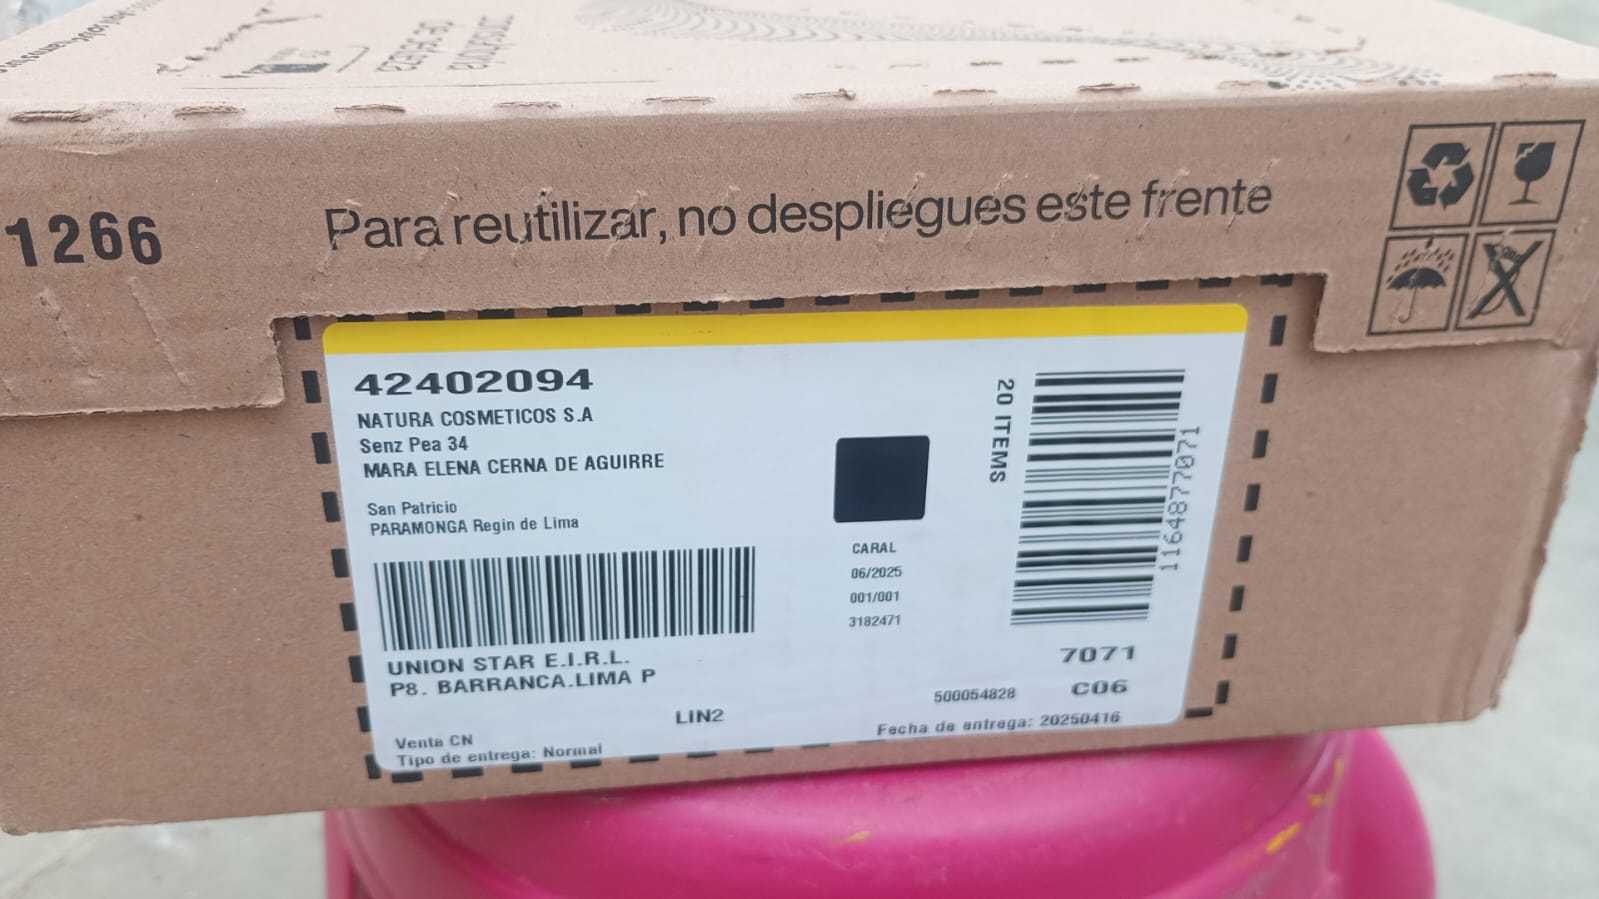 1266
Para reutilizar, no despliegues este frente
42402094
NATURA COSMETICOS S.A
Senz Pea 34
MARA ELENA CERNA DE AGUIRRE
San Patricio
PARAMONGA Regin de Lima
UNION STAR E.I.R.L.
P8. BARRANCA.LIMA P
LIN2
Venta CN
Tipo de entrega: Normal
CARAL
06/2025
001/001
3182471
20 ITEMS
1164877071
7071
C06
500054828
Fecha de entrega: 20250416